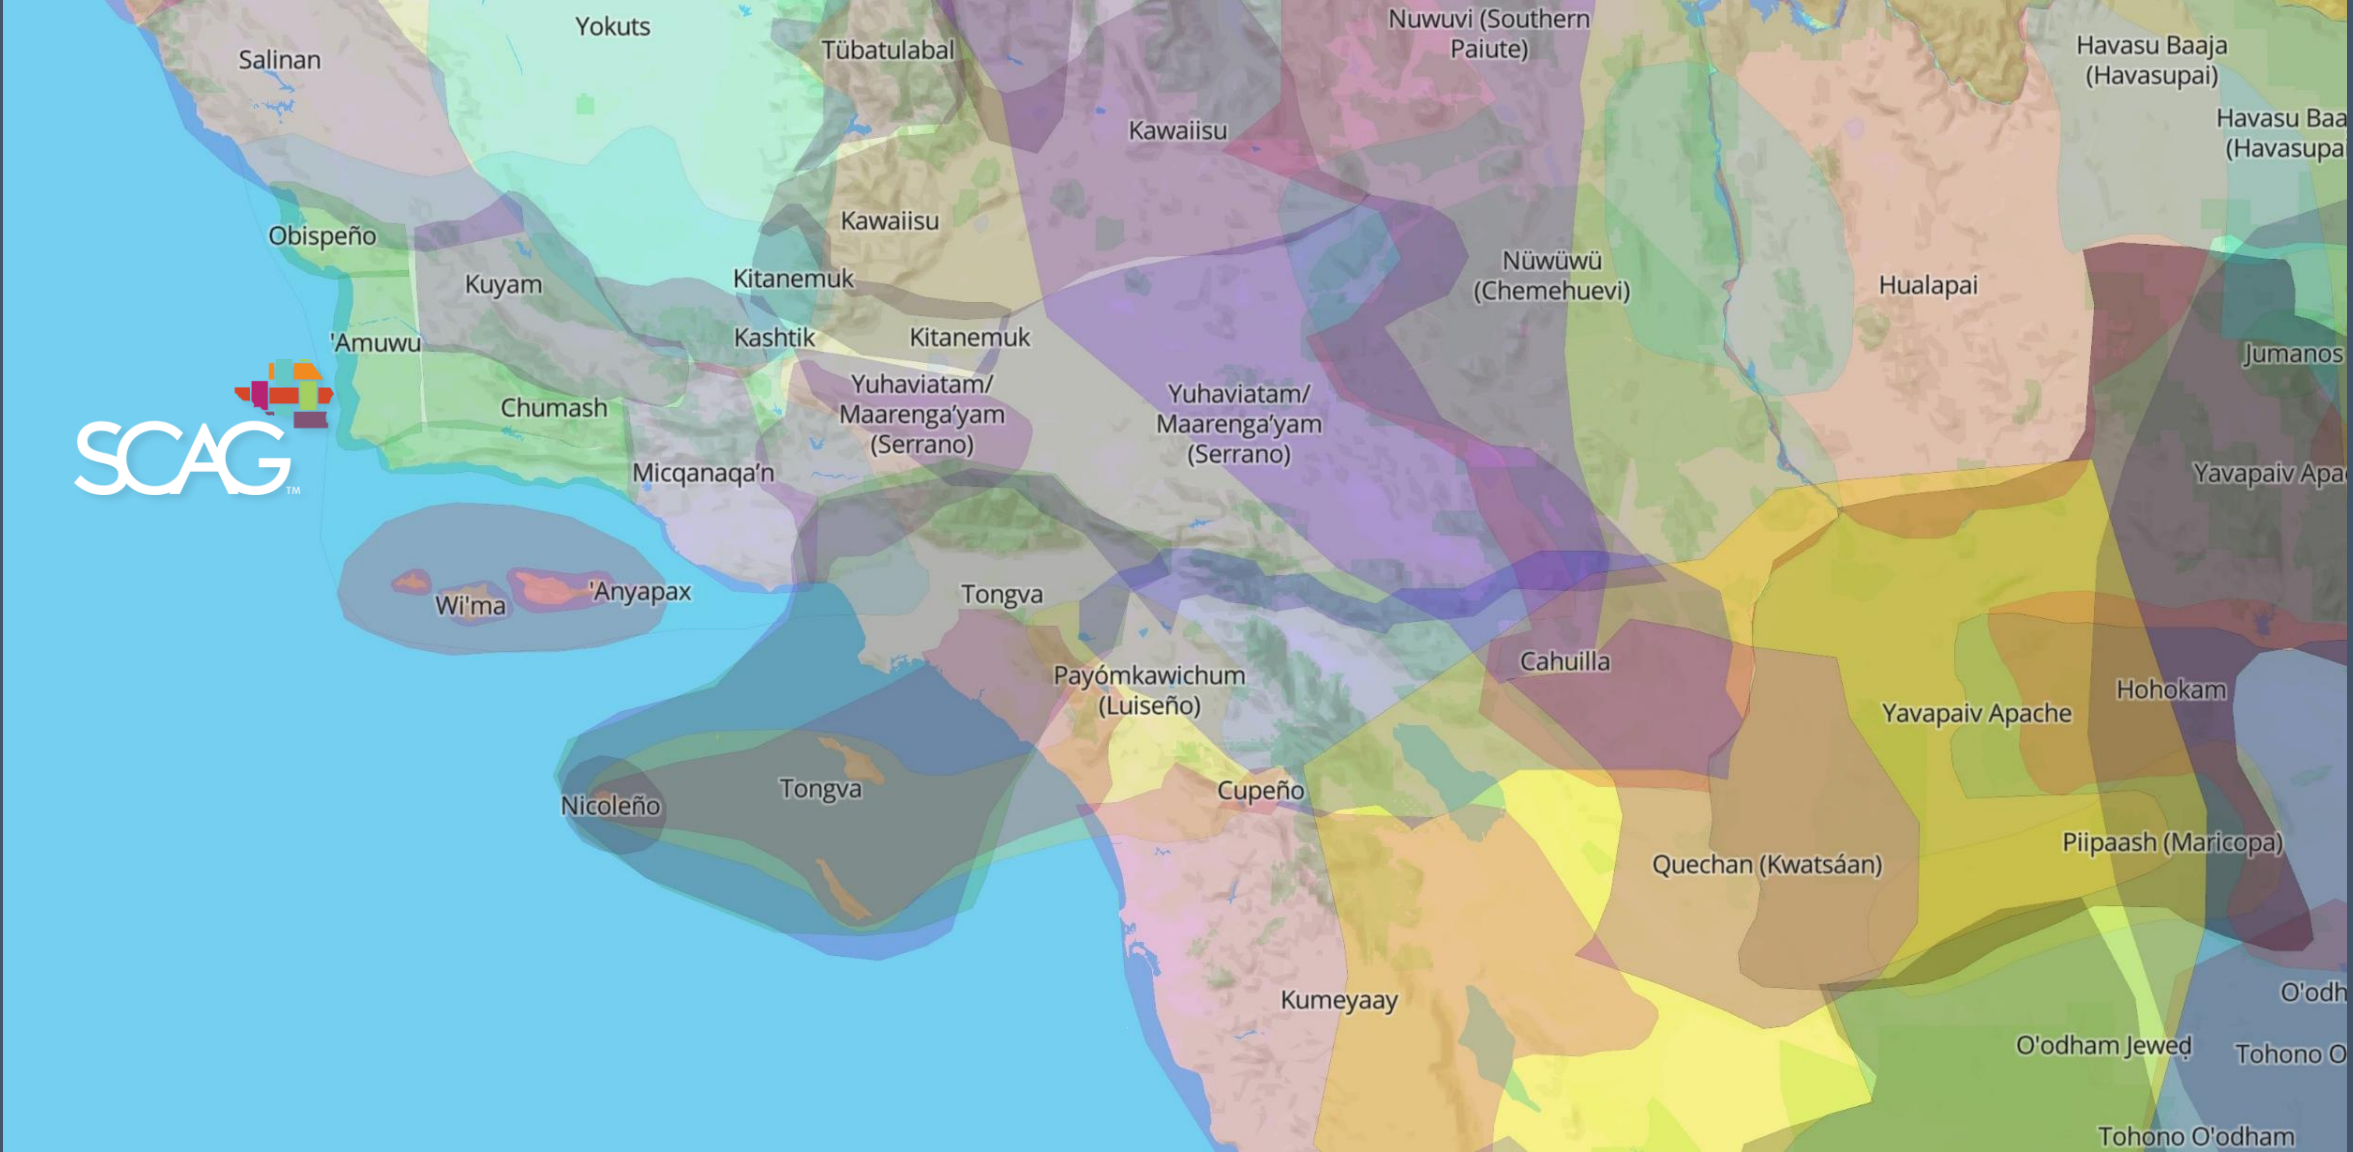 Yokuts
Salinan
Tübatulabal
Nuwuvi (Southern
Paiute)
Havasu Baaja
(Havasupai)
Havasu Baa
(Havasupai
Kawaiisu
Kawaiisu
Obispeño
Kuyam
Kitanemuk
Nüwüwü
(Chemehuevi)
Hualapai
'Amuwu
Kashtik
Kitanemuk
Jumanos
Yuhaviatam/
Maarenga’yam
(Serrano)
Yuhaviatam/
Maarenga’yam
(Serrano)
Chumash
SCAG
TM
Micqanaqa’n
Yavapaiv Apa
'Anyapax
Wi'ma
Tongva
Payómkawichum
(Luiseño)
Cahuilla
Hohokam
Yavapaiv Apache
Nicoleño
Tongva
Cupeño
Piipaash (Maricopa)
Quechan (Kwatsáan)
Kumeyaay
O'odh
O'odham Jeweḍ
Tohono O
Tohono O'odham